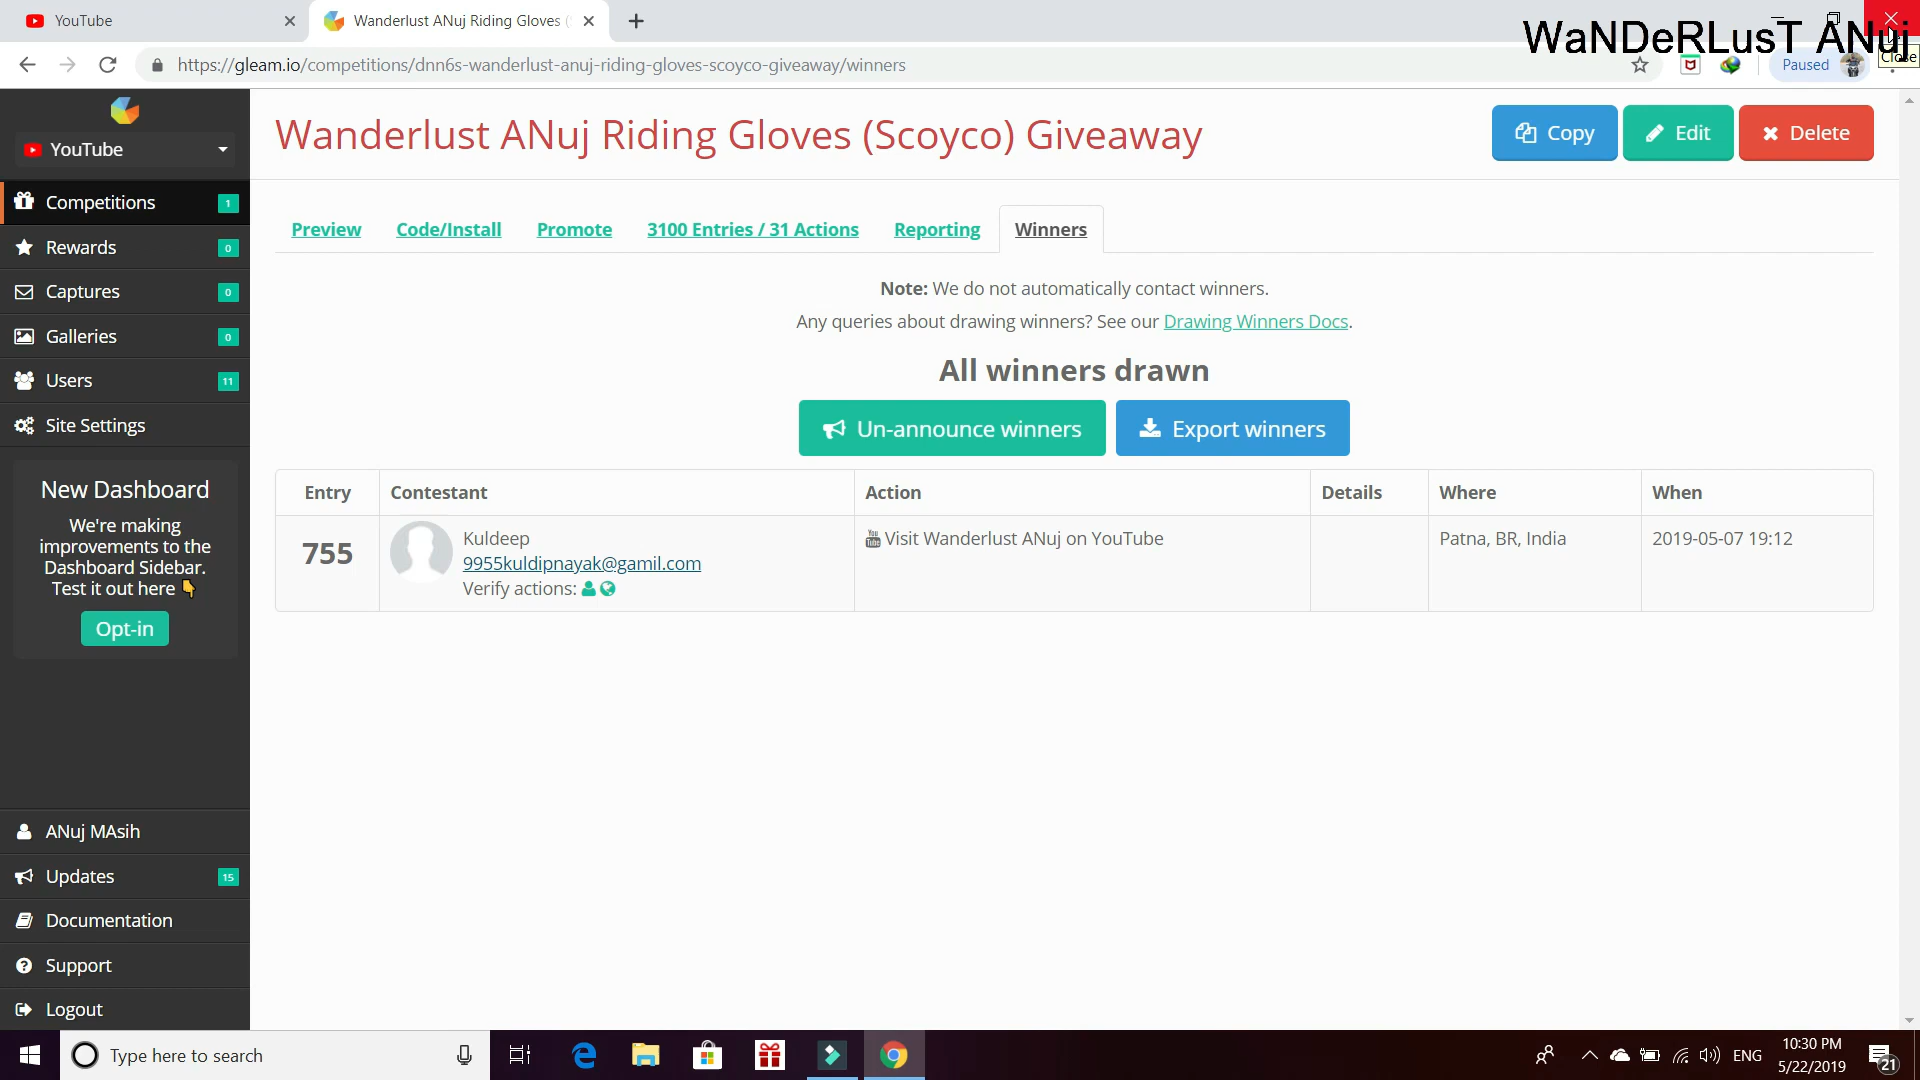 YouTube
Wanderlust ANuj Riding Gloves (
WaNDeRLusT ANuj
https://gleam.io/competitions/dnn6s-wanderlust-anuj-riding-gloves-scoyco-giveaway/winners
Paused
Close
YouTube
Wanderlust ANuj Riding Gloves (Scoyco) Giveaway
Copy
Edit
Delete
Competitions 1
Rewards 0
Captures 0
Galleries 0
Users 11
Site Settings
New Dashboard
We're making
improvements to the
Dashboard Sidebar.
Test it out here
Opt-in
ANuj MAsih
Updates 15
Documentation
Support
Logout
Preview Code/Install Promote 3100 Entries / 31 Actions Reporting Winners
Note: We do not automatically contact winners.
Any queries about drawing winners? See our Drawing Winners Docs.
All winners drawn
Un-announce winners
Export winners
Entry Contestant Action Details Where When
755 Kuldeep Visit Wanderlust ANuj on YouTube Patna, BR, India 2019-05-07 19:12
9955kuldipnayak@gamil.com
Verify actions:
Type here to search
ENG
10:30 PM
5/22/2019
21